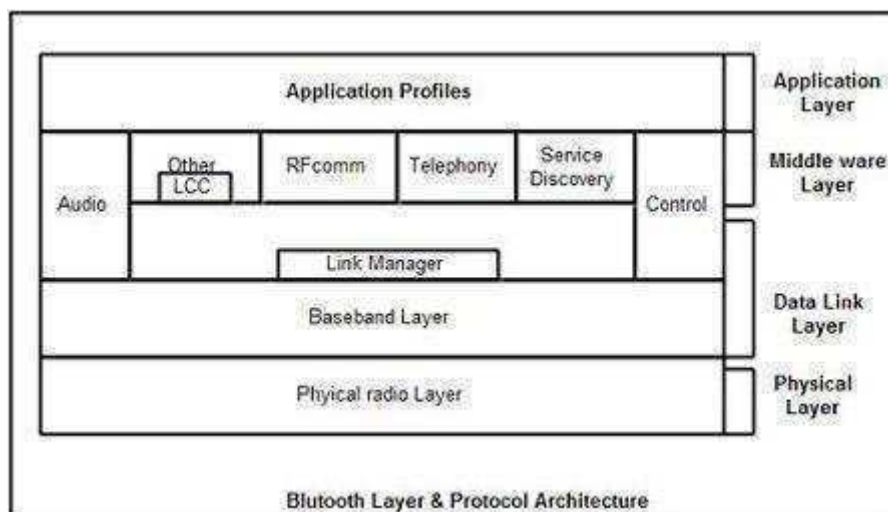 Application Profiles
Application
Layer
Audio
Other
LCC
RFcomm
Telephony
Service
Discovery
Control
Middle ware
Layer
Link Manager
Baseband Layer
Data Link
Layer
Phyical radio Layer
Physical
Layer
Blutooth Layer & Protocol Architecture